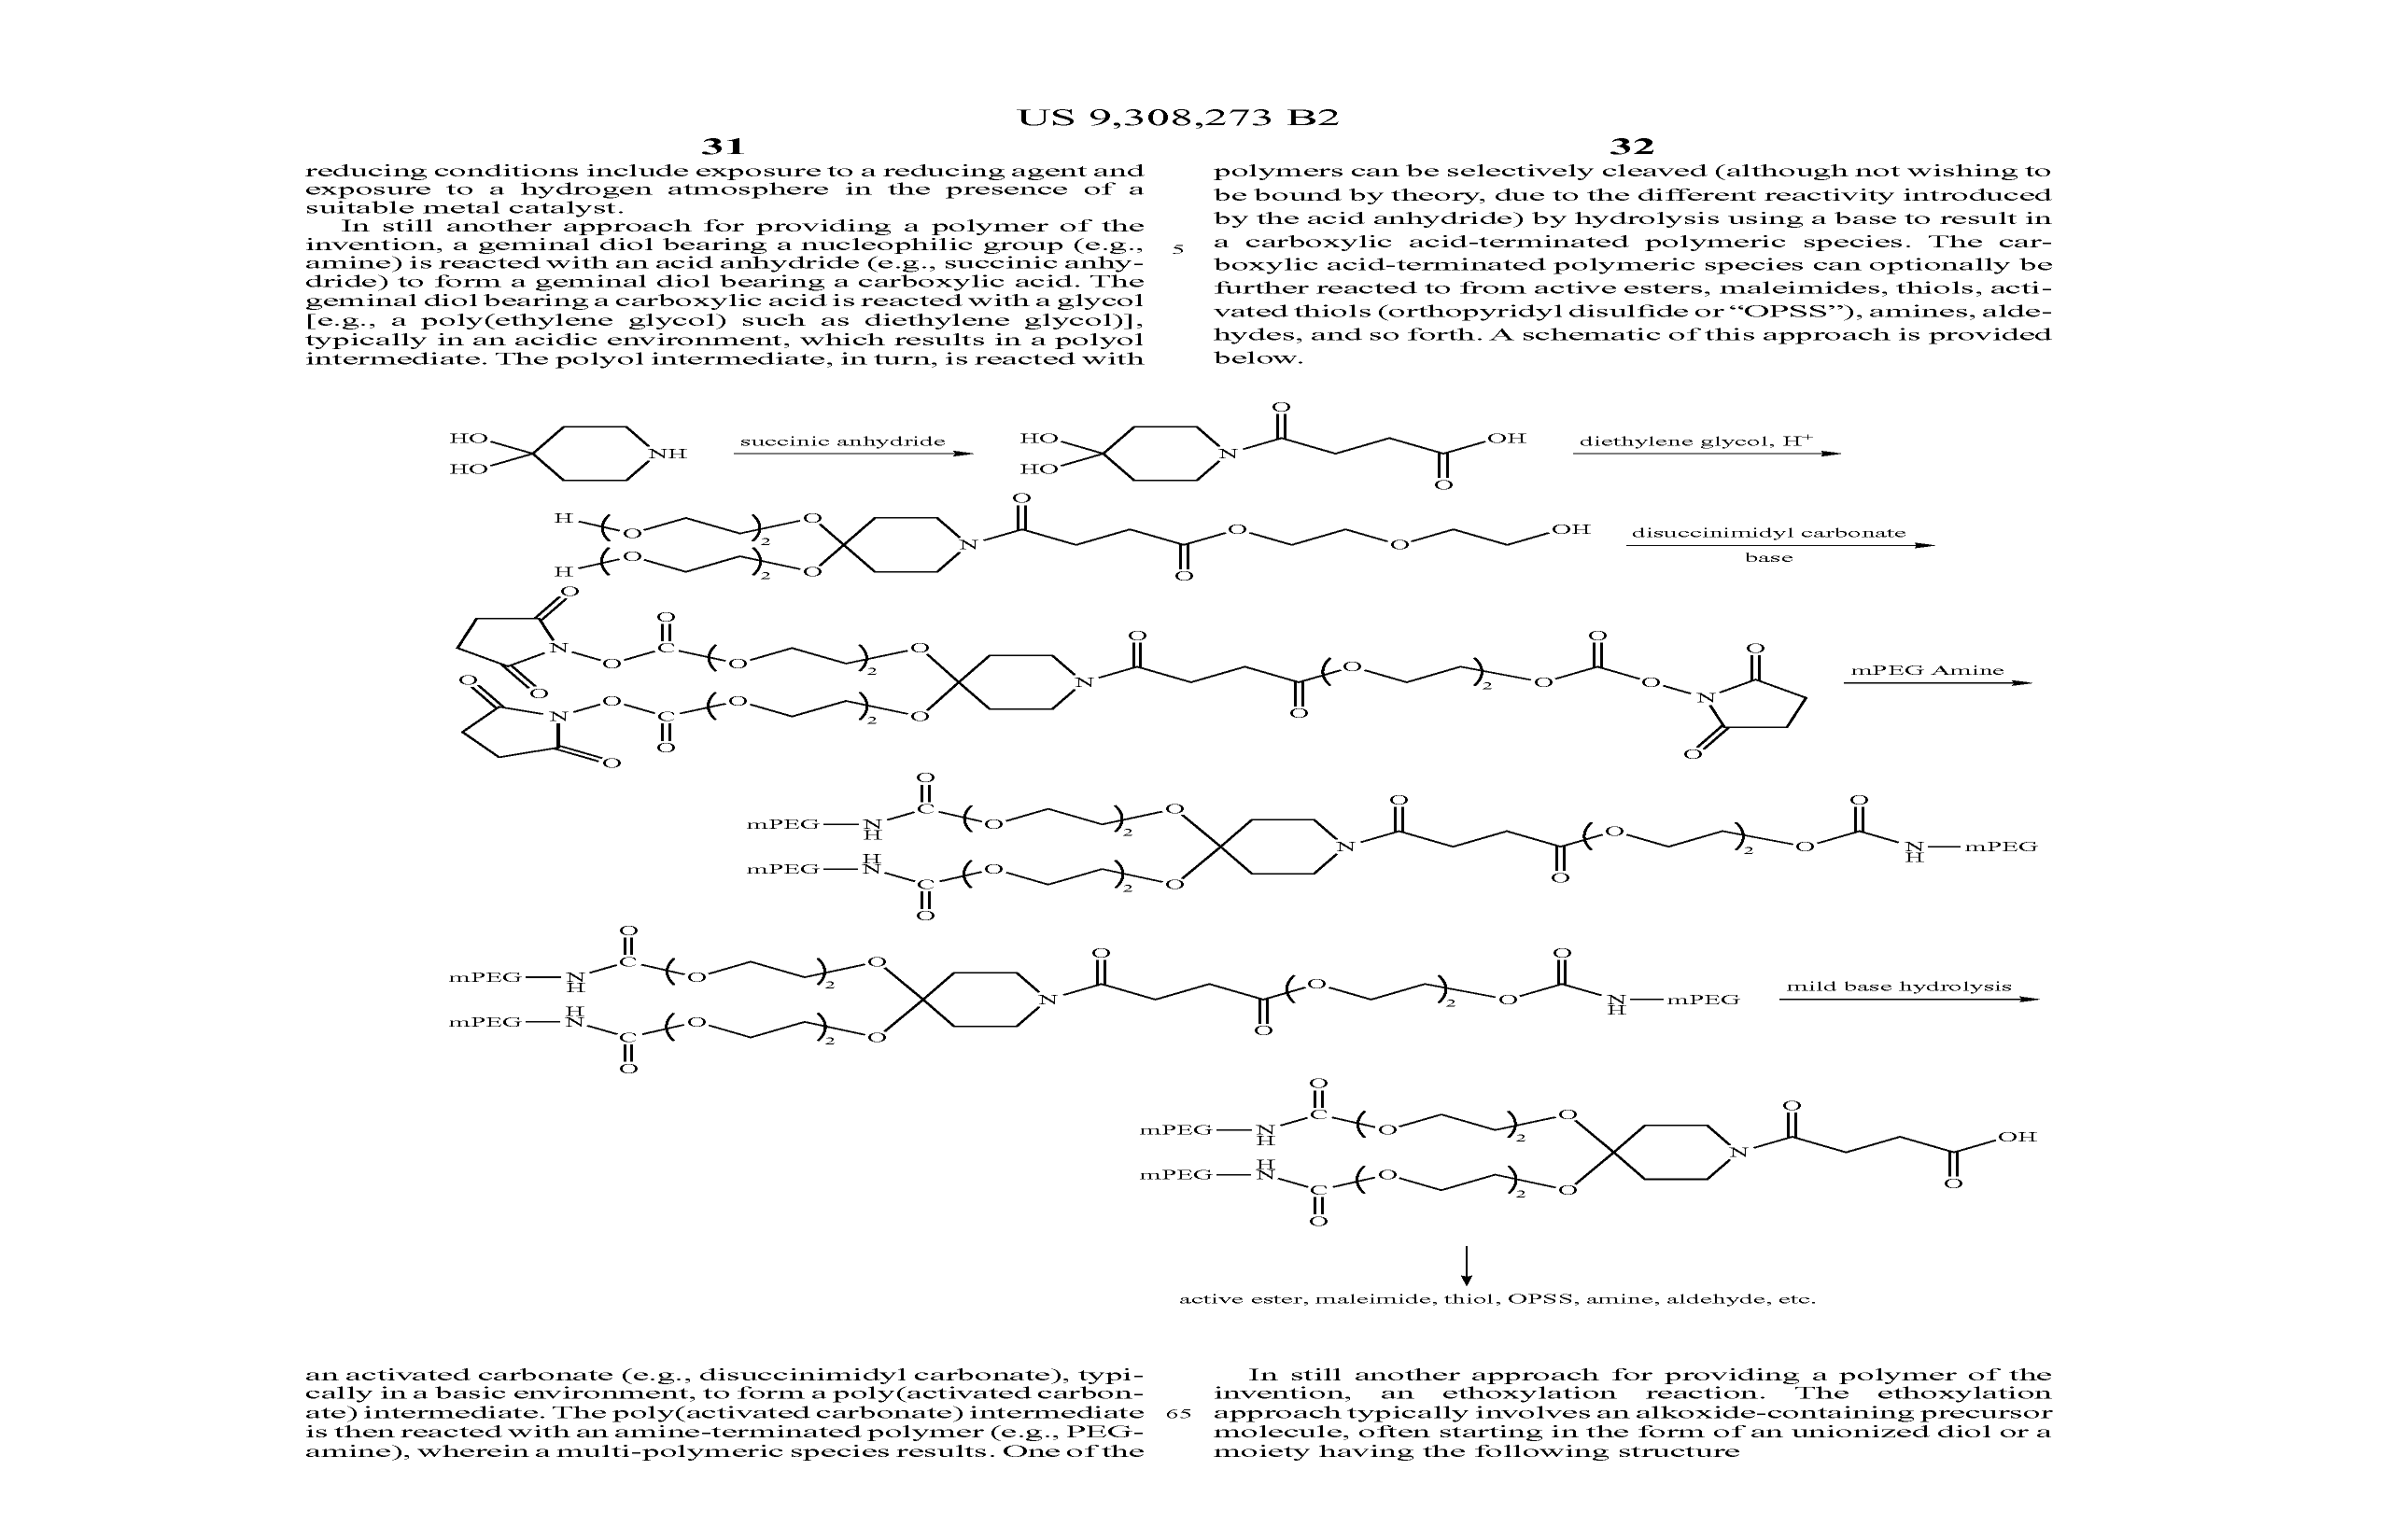 US 9,308,273 B2
31
reducing conditions include exposure to a reducing agent and
exposure to a hydrogen atmosphere in the presence of a
suitable metal catalyst.
In still another approach for providing a polymer of the
invention, a geminal diol bearing a nucleophilic group (e.g.,
amine) is reacted with an acid anhydride (e.g., succinic anhy-
dride) to form a geminal diol bearing a carboxylic acid. The
geminal diol bearing a carboxylic acid is reacted with a glycol
[e.g., a poly(ethylene glycol) such as diethylene glycol)],
typically in an acidic environment, which results in a polyol
intermediate. The polyol intermediate, in turn, is reacted with
32
polymers can be selectively cleaved (although not wishing to
be bound by theory, due to the different reactivity introduced
by the acid anhydride) by hydrolysis using a base to result in
5 a carboxylic acid-terminated polymeric species. The car-
boxylic acid-terminated polymeric species can optionally be
further reacted to from active esters, maleimides, thiols, acti-
vated thiols (orthopyridyl disulfide or “OPSS”), amines, alde-
hydes, and so forth. A schematic of this approach is provided
below.
HO HO NH succinic anhydride HO HO N O O OH diethylene glycol, H+
H O 2 O H O 2 O N O O O O OH disuccinimidyl carbonate base
O O N O O C O 2 O O O N O O C O 2 O N O O O 2 O O O N O O mPEG Amine
mPEG N H O C O 2 O mPEG H N C O O 2 O N O O O 2 O O N H mPEG
mPEG N H O C O 2 O mPEG H N C O O 2 O N O O O 2 O O N H mPEG mild base hydrolysis
mPEG N H O C O 2 O mPEG H N C O O 2 O N O O OH
active ester, maleimide, thiol, OPSS, amine, aldehyde, etc.
an activated carbonate (e.g., disuccinimidyl carbonate), typi-
cally in a basic environment, to form a poly(activated carbon-
ate) intermediate. The poly(activated carbonate) intermediate
is then reacted with an amine-terminated polymer (e.g., PEG-
amine), wherein a multi-polymeric species results. One of the
In still another approach for providing a polymer of the
invention, an ethoxylation reaction. The ethoxylation
65 approach typically involves an alkoxide-containing precursor
molecule, often starting in the form of an unionized diol or a
moiety having the following structure